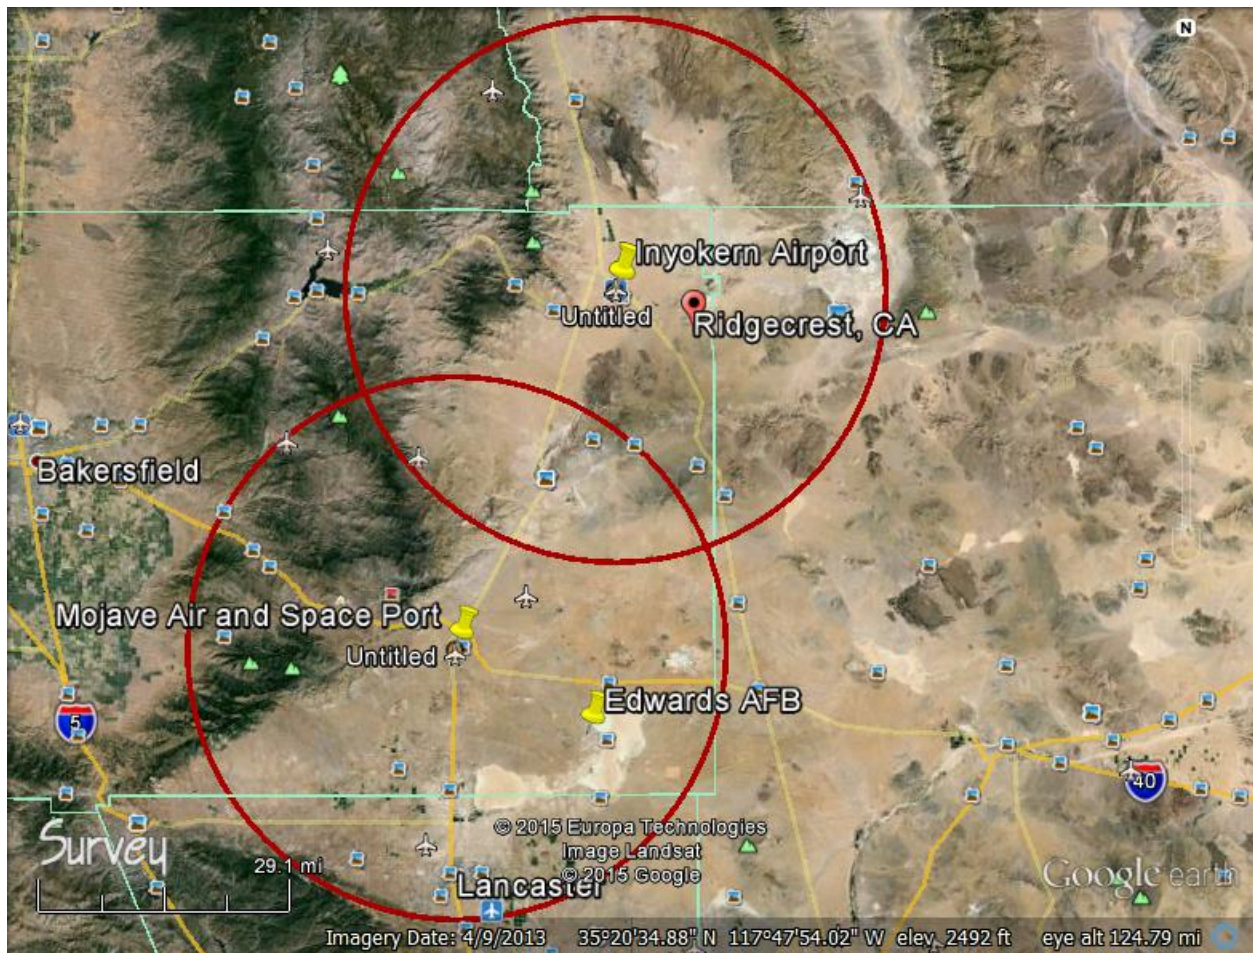 N
Inyokern Airport
Untitled
Ridgecrest, CA
Bakersfield
Mojave Air and Space Port
Untitled
Edwards AFB
5
40
Survey
29.1 mi
© 2015 Europa Technologies
Image Landsat
© 2015 Google
Google earth
Lancaster
Imagery Date: 4/9/2013 35°20'34.88" N 117°47'54.02" W elev 2492 ft eye alt 124.79 mi